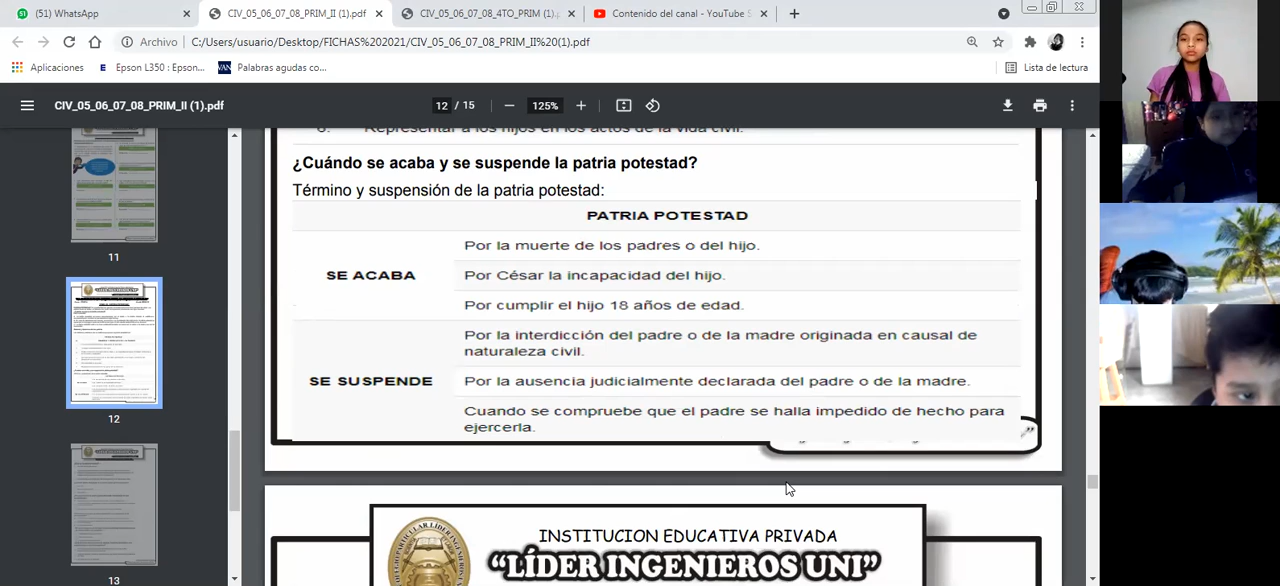 (51) WhatsApp
CIV_05_06_07_08_PRIM_II (1).pdf
CIV_05_06_07_08_4TO_PRIM (1).p
Contenido del canal - YouTube S
Archivo | C:/Users/usuario/Desktop/FICHAS%202021/CIV_05_06_07_08_PRIM_II%20(1).pdf
Aplicaciones
Epson L350 : Epson...
Palabras agudas co...
Lista de lectura
CIV_05_06_07_08_PRIM_II (1).pdf
12 / 15
125%
6. Representar a los hijos en los actos de la vida civil.
¿Cuándo se acaba y se suspende la patria potestad?
Término y suspensión de la patria potestad:
PATRIA POTESTAD
SE ACABA
Por la muerte de los padres o del hijo.
Por César la incapacidad del hijo.
Por cumplir el hijo 18 años de edad.
SE SUSPENDE
Por la interdicción del padre o de la madre originada en causal de
naturaleza civil.
Por la ausencia judicialmente declarada del padre o de la madre.
Cuando se compruebe que el padre se halla impedido de hecho para
ejercerla.
INSTITUCION EDUCATIVA PRIVADA
“LÍDER INGENIEROS UNI”
11
12
13